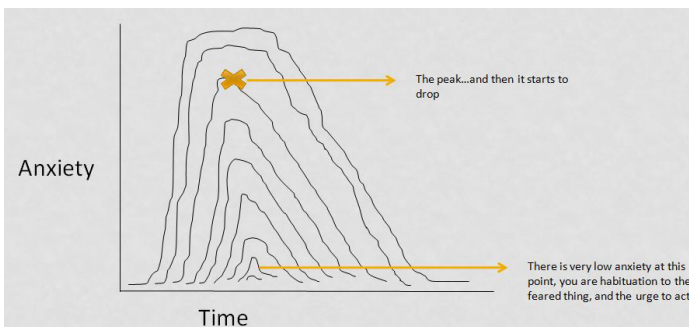 The peak...and then it starts to
drop
Anxiety
There is very low anxiety at this
point, you are habituation to the
feared thing, and the urge to act
Time